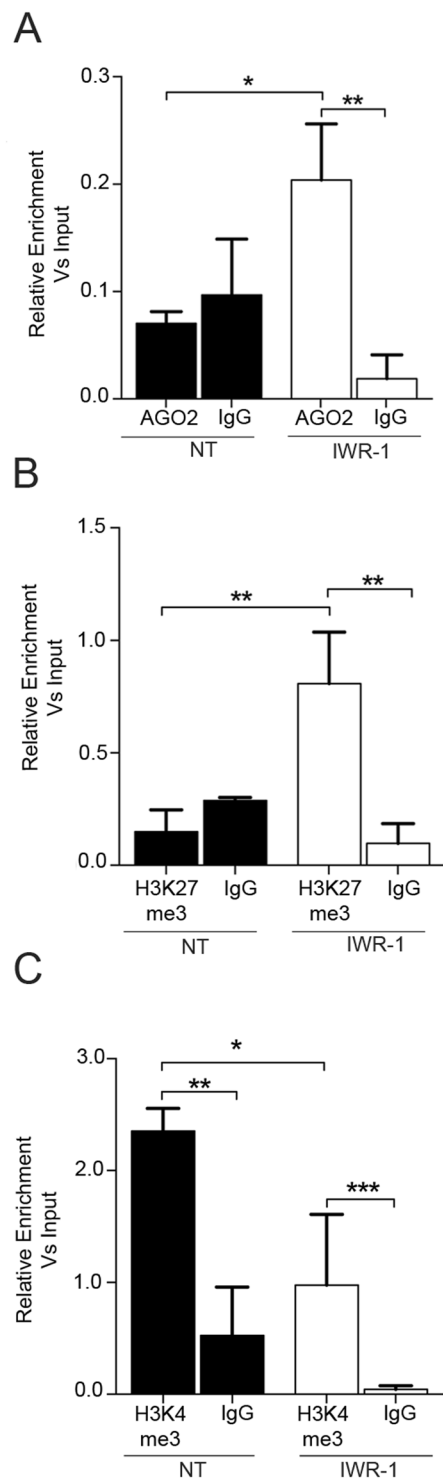 A
Relative Enrichment
Vs Input
0.3
0.2
0.1
0.0
*
**
AGO2 IgG AGO2 IgG
NT IWR-1
B
Relative Enrichment
Vs Input
1.5
1.0
0.5
0.0
**
**
H3K27 IgG H3K27 IgG
me3 me3
NT IWR-1
C
Relative Enrichment
Vs Input
3.0
2.0
1.0
0.0
*
**
***
H3K4 IgG H3K4 IgG
me3 me3
NT IWR-1